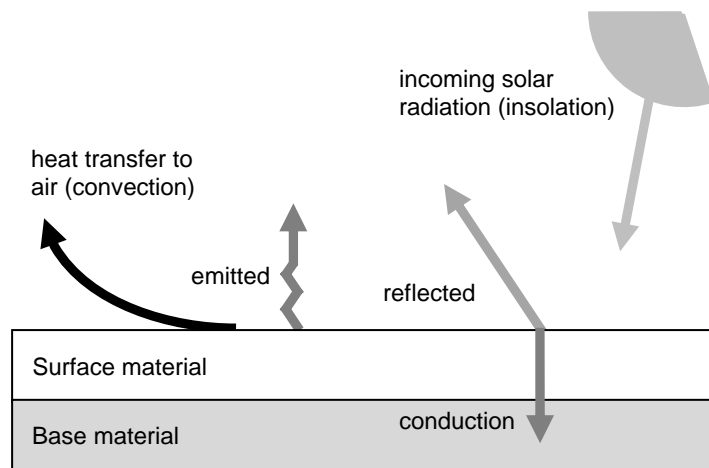 incoming solar
radiation (insolation)
heat transfer to
air (convection)
emitted
reflected
Surface material
conduction
Base material